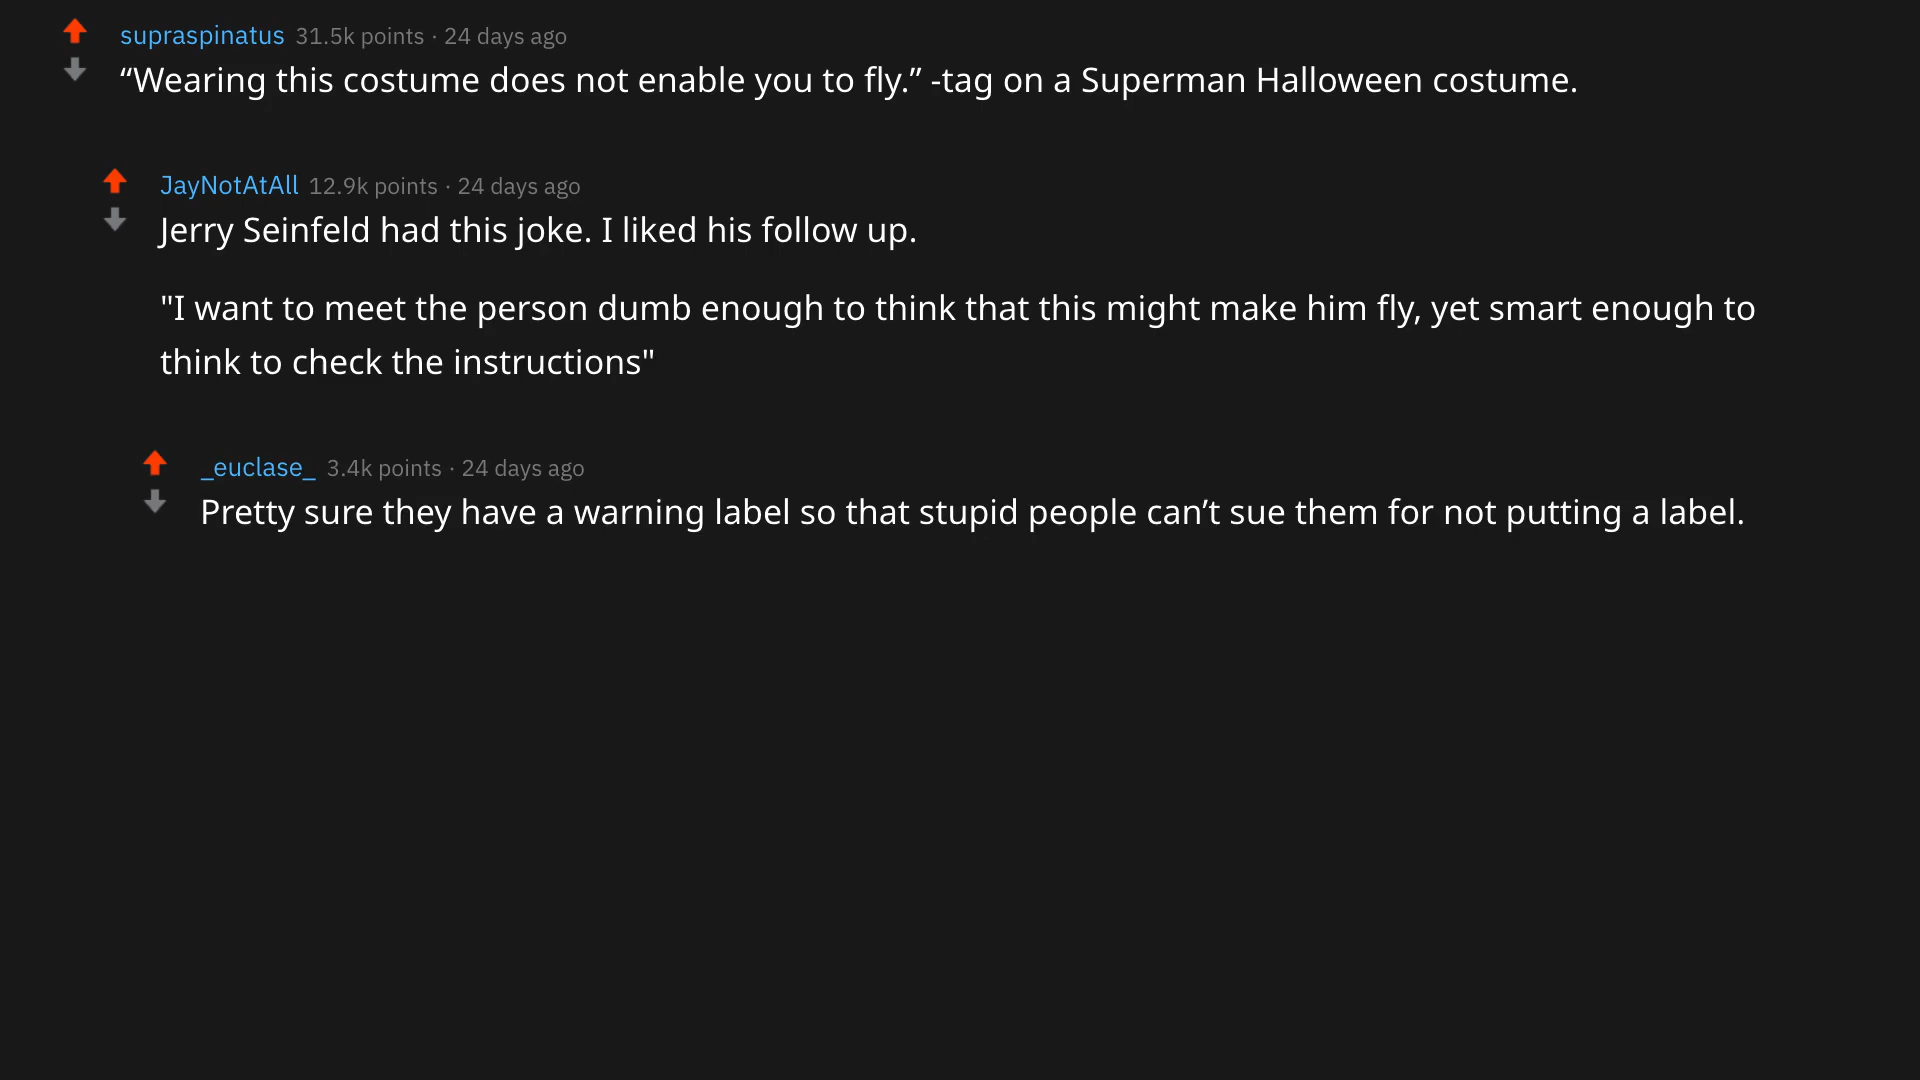 supraspinatus 31.5k points · 24 days ago
“Wearing this costume does not enable you to fly.” -tag on a Superman Halloween costume.
JayNotAtAll 12.9k points · 24 days ago
Jerry Seinfeld had this joke. I liked his follow up.
"I want to meet the person dumb enough to think that this might make him fly, yet smart enough to
think to check the instructions"
_euclase_ 3.4k points · 24 days ago
Pretty sure they have a warning label so that stupid people can’t sue them for not putting a label.